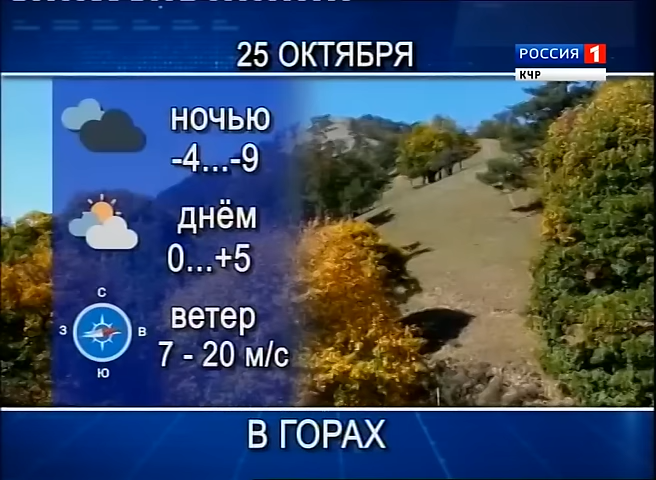 25 ОКТЯБРЯ
РОССИЯ 1
КЧР
НОЧЬЮ
-4...-9
ДНЁМ
0...+5
С
З В
Ю
ветер
7 - 20 м/с
В ГОРАХ